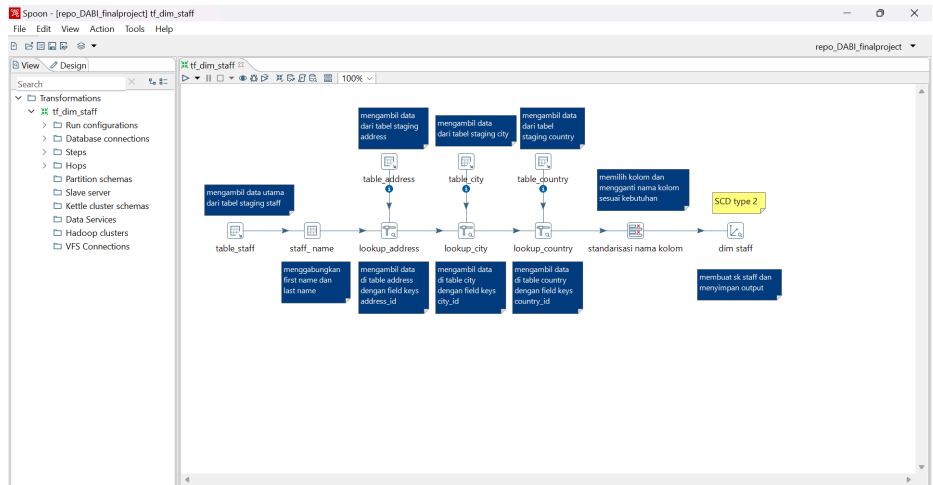 Spoon - [repo_DABI_finalproject] tf_dim_staff
File Edit View Action Tools Help
repo_DABI_finalproject
View Design
Search
Transformations
tf_dim_staff
Run configurations
Database connections
Steps
Hops
Partition schemas
Slave server
Kettle cluster schemas
Data Services
Hadoop clusters
VFS Connections
tf_dim_staff
100%
mengambil data
dari tabel staging
address
mengambil data
dari tabel staging city
mengambil data
dari tabel
staging country
table_address
table_city
table_country
mengambil data utama
dari tabel staging staff
memilih kolom dan
mengganti nama kolom
sesuai kebutuhan
SCD type 2
table_staff
staff_ name
lookup_address
lookup_city
lookup_country
standarisasi nama kolom
dim staff
menggabungkan
first name dan
last name
mengambil data
di table address
dengan field keys
address_id
mengambil data
di table city
dengan field keys
city_id
mengambil data
di table country
dengan field keys
country_id
membuat sk staff dan
menyimpan output